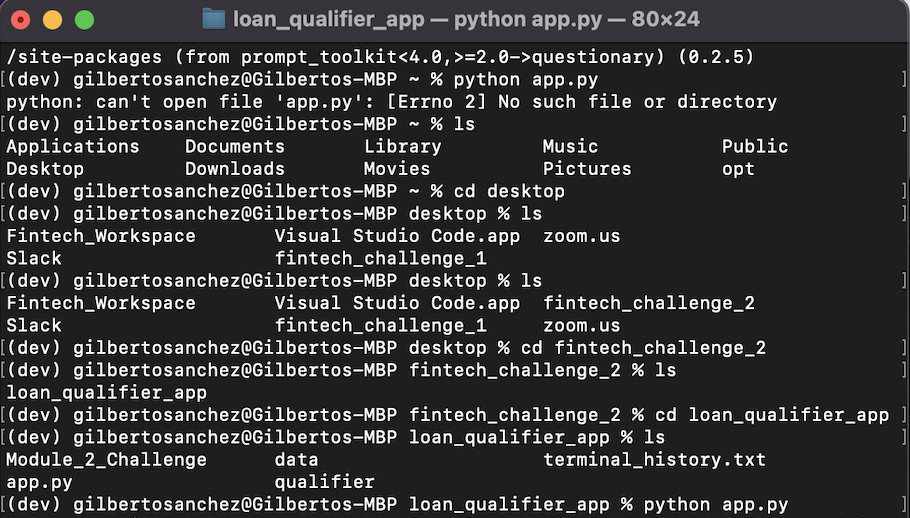 loan_qualifier_app — python app.py — 80×24
/site-packages (from prompt_toolkit<4.0,>=2.0->questionary) (0.2.5)
[(dev) gilbertosanchez@Gilbertos-MBP ~ % python app.py ]
python: can't open file 'app.py': [Errno 2] No such file or directory
[(dev) gilbertosanchez@Gilbertos-MBP ~ % ls ]
Applications Documents Library Music Public
Desktop Downloads Movies Pictures opt
[(dev) gilbertosanchez@Gilbertos-MBP ~ % cd desktop ]
[(dev) gilbertosanchez@Gilbertos-MBP desktop % ls ]
Fintech_Workspace Visual Studio Code.app zoom.us
Slack fintech_challenge_1
[(dev) gilbertosanchez@Gilbertos-MBP desktop % ls ]
Fintech_Workspace Visual Studio Code.app fintech_challenge_2
Slack fintech_challenge_1 zoom.us
[(dev) gilbertosanchez@Gilbertos-MBP desktop % cd fintech_challenge_2 ]
[(dev) gilbertosanchez@Gilbertos-MBP fintech_challenge_2 % ls ]
loan_qualifier_app
[(dev) gilbertosanchez@Gilbertos-MBP fintech_challenge_2 % cd loan_qualifier_app ]
[(dev) gilbertosanchez@Gilbertos-MBP loan_qualifier_app % ls ]
Module_2_Challenge data terminal_history.txt
app.py qualifier
[(dev) gilbertosanchez@Gilbertos-MBP loan_qualifier_app % python app.py ]